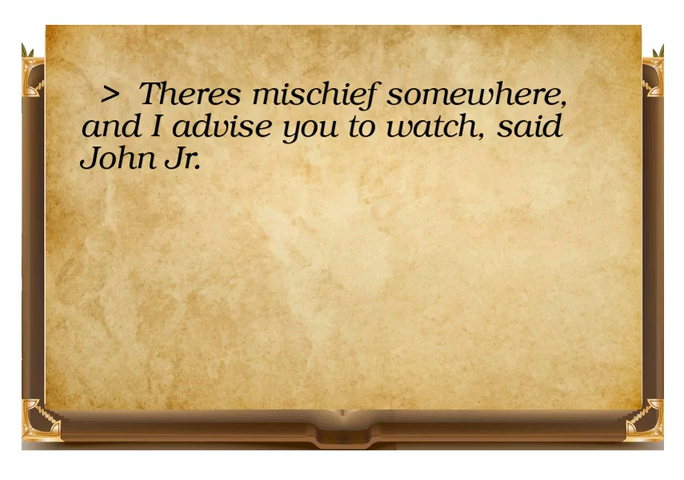 > Theres mischief somewhere,
and I advise you to watch, said
John Jr.